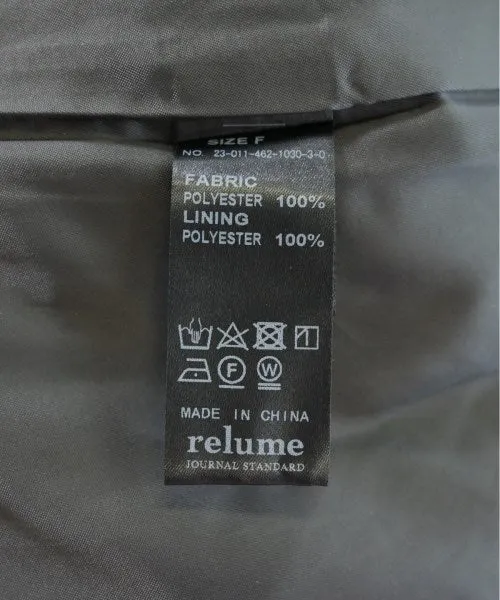 SIZE F
NO. 23-011-462-1030-3-0
FABRIC
POLYESTER 100%
LINING
POLYESTER 100%
F W
MADE IN CHINA
relume
JOURNAL STANDARD